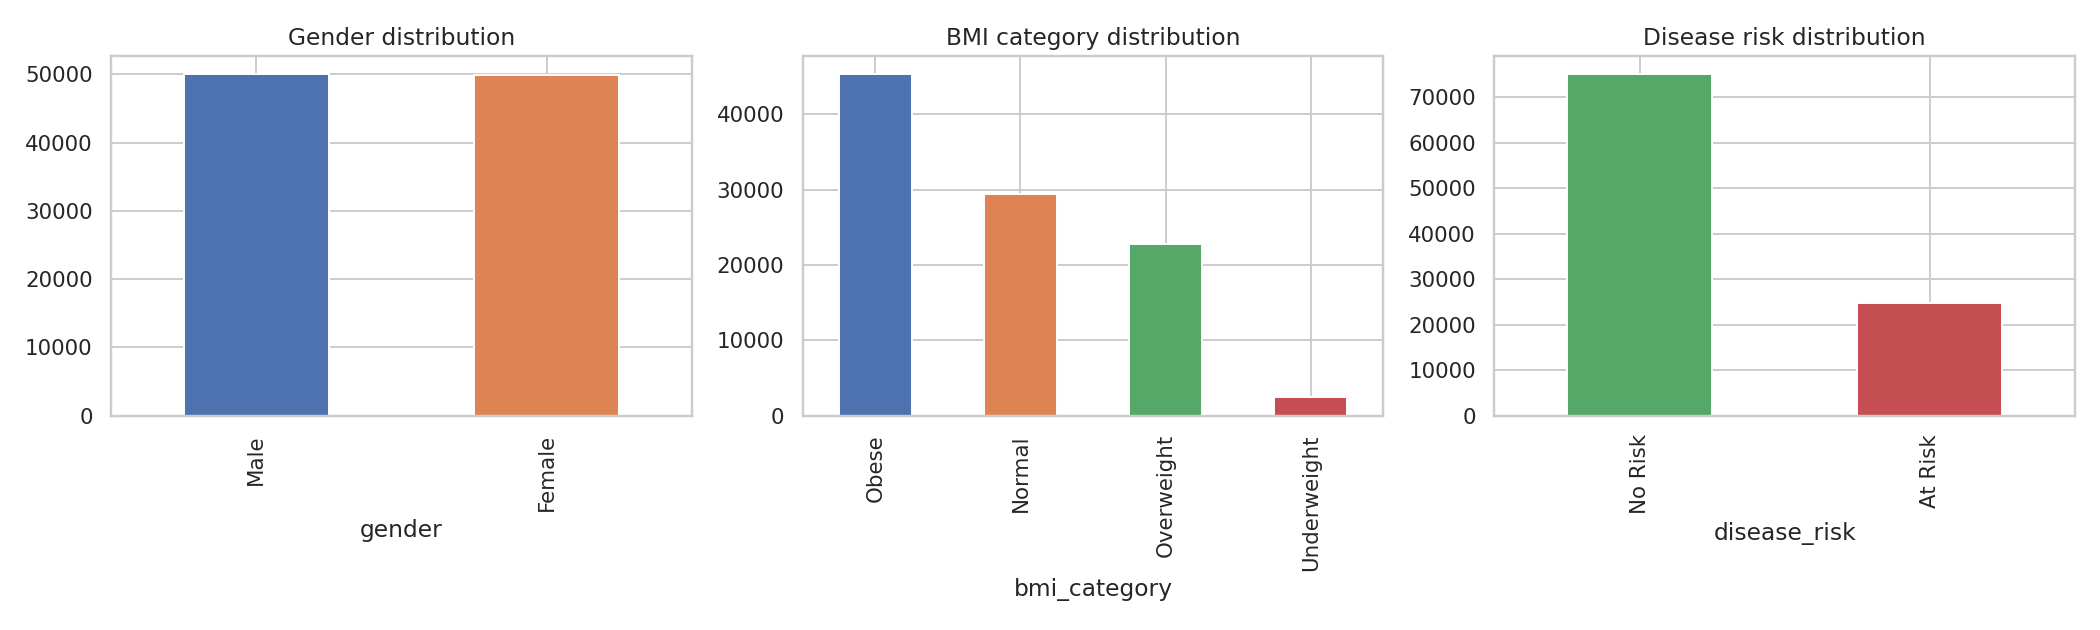 Gender distribution
50000
40000
30000
20000
10000
0
Male
Female
gender
BMI category distribution
40000
30000
20000
10000
0
Obese
Normal
Overweight
Underweight
bmi_category
Disease risk distribution
70000
60000
50000
40000
30000
20000
10000
0
No Risk
At Risk
disease_risk